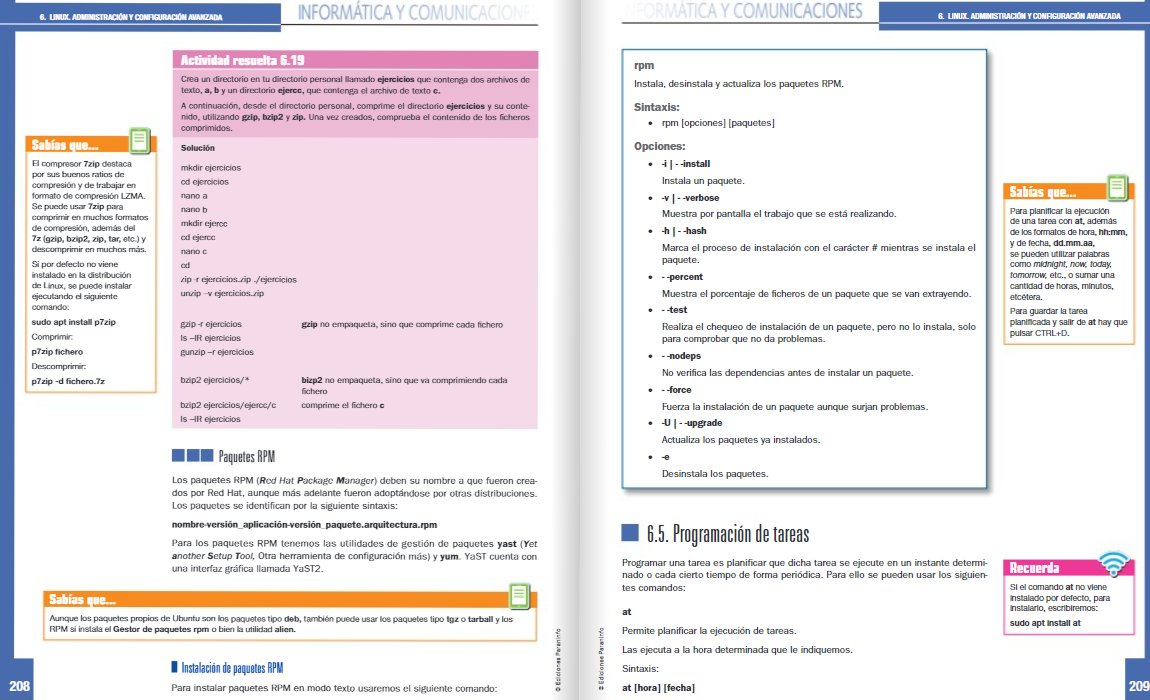 6. LINUX. ADMINISTRACIÓN Y CONFIGURACIÓN AVANZADA
INFORMÁTICA Y COMUNICACIONES
Actividad resuelta 6.19
Crea un directorio en tu directorio personal llamado ejercicios que contenga dos archivos de
texto, a, b y un directorio ejercc, que contenga el archivo de texto c.
A continuación, desde el directorio personal, comprime el directorio ejercicios y su conte-
nido, utilizando gzip, bzip2 y zip. Una vez creados, comprueba el contenido de los ficheros
comprimidos.
Solución
mkdir ejercicios
cd ejercicios
nano a
nano b
mkdir ejercc
cd ejercc
nano c
cd
zip -r ejercicios.zip ./ejercicios
unzip –v ejercicios.zip
gzip -r ejercicios gzip no empaqueta, sino que comprime cada fichero
ls –lR ejercicios
gunzip –r ejercicios
bzip2 ejercicios/* bizp2 no empaqueta, sino que va comprimiendo cada
fichero
bzip2 ejercicios/ejercc/c comprime el fichero c
ls –lR ejercicios
Sabías que...
El compresor 7zip destaca
por sus buenos ratios de
compresión y de trabajar en
formato de compresión LZMA.
Se puede usar 7zip para
comprimir en muchos formatos
de compresión, además del
7z (gzip, bzip2, zip, tar, etc.) y
descomprimir en muchos más.
Si por defecto no viene
instalado en la distribución
de Linux, se puede instalar
ejecutando el siguiente
comando:
sudo apt install p7zip
Comprimir:
p7zip fichero
Descomprimir:
p7zip -d fichero.7z
Paquetes RPM
Los paquetes RPM (Red Hat Package Manager) deben su nombre a que fueron crea-
dos por Red Hat, aunque más adelante fueron adoptándose por otras distribuciones.
Los paquetes se identifican por la siguiente sintaxis:
nombre-versión_aplicación-versión_paquete.arquitectura.rpm
Para los paquetes RPM tenemos las utilidades de gestión de paquetes yast (Yet
another Setup Tool, Otra herramienta de configuración más) y yum. YaST cuenta con
una interfaz gráfica llamada YaST2.
Sabías que...
Aunque los paquetes propios de Ubuntu son los paquetes tipo deb, también puede usar los paquetes tipo tgz o tarball y los
RPM si instala el Gestor de paquetes rpm o bien la utilidad alien.
Instalación de paquetes RPM
Para instalar paquetes RPM en modo texto usaremos el siguiente comando:
© Ediciones Paraninfo
208
INFORMÁTICA Y COMUNICACIONES
6. LINUX. ADMINISTRACIÓN Y CONFIGURACIÓN AVANZADA
rpm
Instala, desinstala y actualiza los paquetes RPM.
Sintaxis:
• rpm [opciones] [paquetes]
Opciones:
• -i | - -install
Instala un paquete.
• -v | - -verbose
Muestra por pantalla el trabajo que se está realizando.
• -h | - -hash
Marca el proceso de instalación con el carácter # mientras se instala el
paquete.
• - -percent
Muestra el porcentaje de ficheros de un paquete que se van extrayendo.
• - -test
Realiza el chequeo de instalación de un paquete, pero no lo instala, solo
para comprobar que no da problemas.
• - -nodeps
No verifica las dependencias antes de instalar un paquete.
• - -force
Fuerza la instalación de un paquete aunque surjan problemas.
• -U | - -upgrade
Actualiza los paquetes ya instalados.
• -e
Desinstala los paquetes.
Sabías que...
Para planificar la ejecución
de una tarea con at, además
de los formatos de hora, hh:mm,
y de fecha, dd.mm.aa,
se pueden utilizar palabras
como midnight, now, today,
tomorrow, etc., o sumar una
cantidad de horas, minutos,
etcétera.
Para guardar la tarea
planificada y salir de at hay que
pulsar CTRL+D.
6.5. Programación de tareas
Programar una tarea es planificar que dicha tarea se ejecute en un instante determi-
nado o cada cierto tiempo de forma periódica. Para ello se pueden usar los siguien-
tes comandos:
at
Permite planificar la ejecución de tareas.
Las ejecuta a la hora determinada que le indiquemos.
Sintaxis:
at [hora] [fecha]
Recuerda
Si el comando at no viene
instalado por defecto, para
instalarlo, escribiremos:
sudo apt install at
© Ediciones Paraninfo
209